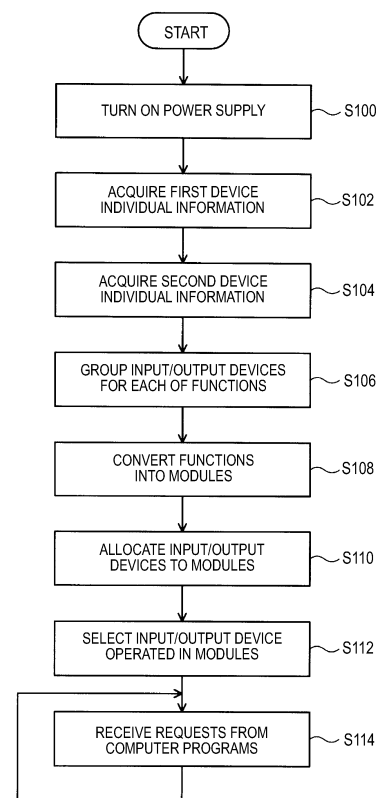 START
TURN ON POWER SUPPLY
S100
ACQUIRE FIRST DEVICE
INDIVIDUAL INFORMATION
S102
ACQUIRE SECOND DEVICE
INDIVIDUAL INFORMATION
S104
GROUP INPUT/OUTPUT DEVICES
FOR EACH OF FUNCTIONS
S106
CONVERT FUNCTIONS
INTO MODULES
S108
ALLOCATE INPUT/OUTPUT
DEVICES TO MODULES
S110
SELECT INPUT/OUTPUT DEVICE
OPERATED IN MODULES
S112
RECEIVE REQUESTS FROM
COMPUTER PROGRAMS
S114